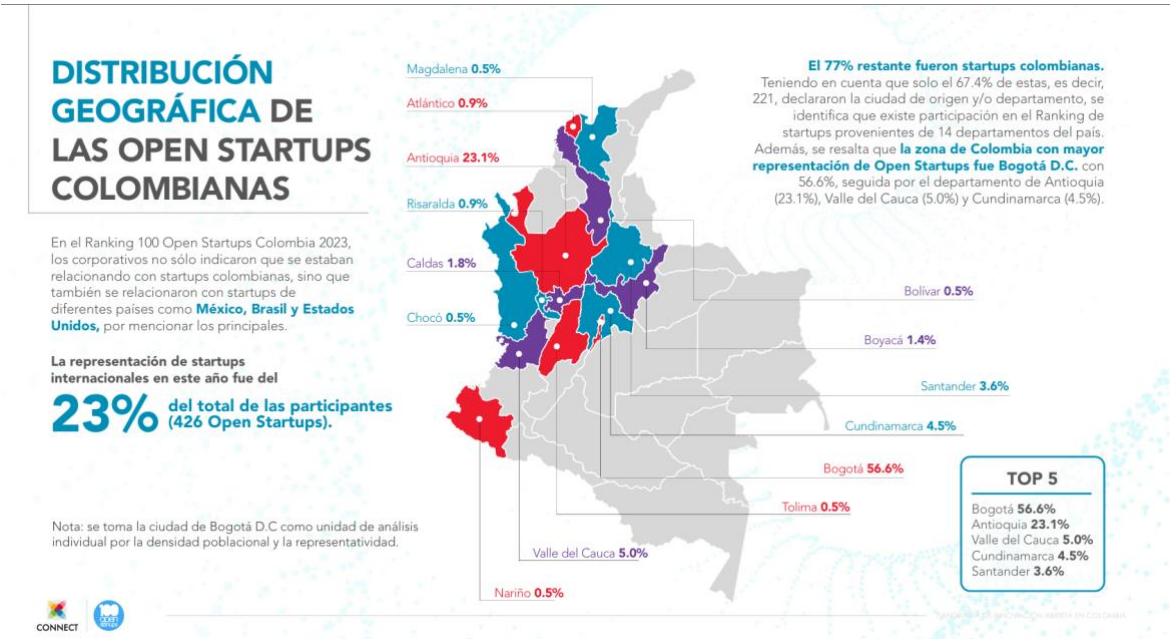 DISTRIBUCIÓN
GEOGRÁFICA DE
LAS OPEN STARTUPS
COLOMBIANAS
En el Ranking 100 Open Startups Colombia 2023,
los corporativos no sólo indicaron que se estaban
relacionando con startups colombianas, sino que
también se relacionaron con startups de
diferentes países como México, Brasil y Estados
Unidos, por mencionar los principales.
La representación de startups
internacionales en este año fue del
23% del total de las participantes
(426 Open Startups).
Nota: se toma la ciudad de Bogotá D.C como unidad de análisis
individual por la densidad poblacional y la representatividad.
Magdalena 0.5%
Atlántico 0.9%
Antioquia 23.1%
Risaralda 0.9%
Caldas 1.8%
Chocó 0.5%
El 77% restante fueron startups colombianas.
Teniendo en cuenta que solo el 67.4% de estas, es decir,
221, declararon la ciudad de origen y/o departamento, se
identifica que existe participación en el Ranking de
startups provenientes de 14 departamentos del país.
Además, se resalta que la zona de Colombia con mayor
representación de Open Startups fue Bogotá D.C. con
56.6%, seguida por el departamento de Antioquia
(23.1%), Valle del Cauca (5.0%) y Cundinamarca (4.5%).
Bolívar 0.5%
Boyacá 1.4%
Santander 3.6%
Cundinamarca 4.5%
Bogotá 56.6%
Tolima 0.5%
Valle del Cauca 5.0%
Nariño 0.5%
TOP 5
Bogotá 56.6%
Antioquia 23.1%
Valle del Cauca 5.0%
Cundinamarca 4.5%
Santander 3.6%
CONNECT
100
open
startups
INNOVACIÓN ABIERTA EN COLOMBIA